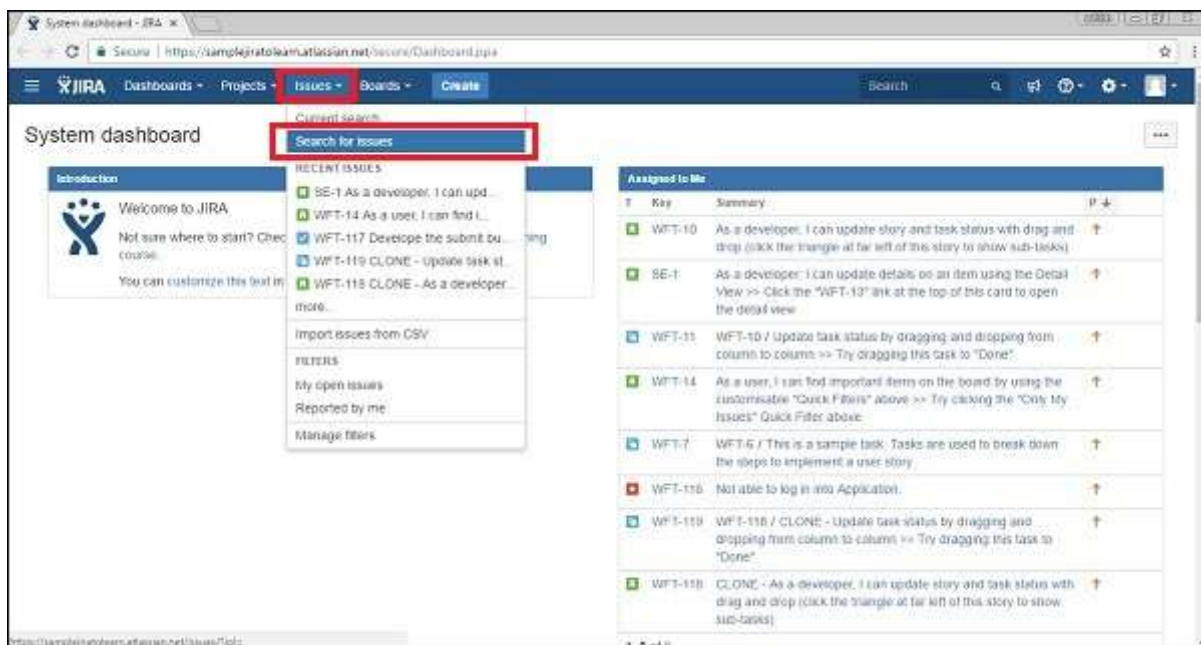 System dashboard - JIRA
Secure | https://samplejiratolearn.atlassian.net/secure/Dashboard.jspa
JIRA Dashboards Projects Issues Boards Create Search
System dashboard
Current search
Search for issues
RECENT ISSUES
SE-1 As a developer, I can upd...
WFT-14 As a user, I can find i...
WFT-117 Develope the submit bu...
WFT-119 CLONE - Update task st...
WFT-118 CLONE - As a developer...
more...
Import issues from CSV
FILTERS
My open issues
Reported by me
Manage filters
Introduction
Welcome to JIRA
Not sure where to start? Chec
course.
You can customize this text in
Assigned to Me
T Key Summary P
WFT-10 As a developer, I can update story and task status with drag and
drop (click the triangle at far left of this story to show sub-tasks)
SE-1 As a developer, I can update details on an item using the Detail
View >> Click the "WFT-13" link at the top of this card to open
the detail view
WFT-11 WFT-10 / Update task status by dragging and dropping from
column to column >> Try dragging this task to "Done"
WFT-14 As a user, I can find important items on the board by using the
customisable "Quick Filters" above >> Try clicking the "Only My
Issues" Quick Filter above
WFT-7 WFT-6 / This is a sample task. Tasks are used to break down
the steps to implement a user story
WFT-116 Not able to log in into Application.
WFT-119 WFT-118 / CLONE - Update task status by dragging and
dropping from column to column >> Try dragging this task to
"Done"
WFT-118 CLONE - As a developer, I can update story and task status with
drag and drop (click the triangle at far left of this story to show
sub-tasks)